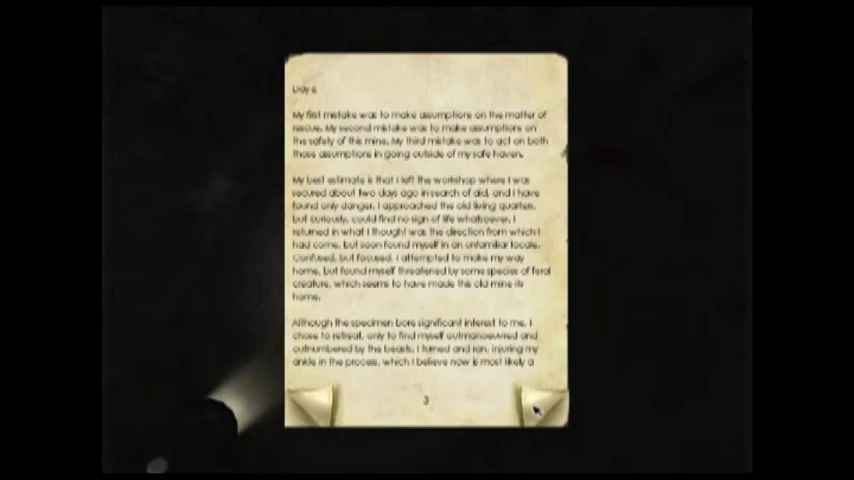 Day 6
My first mistake was to make assumptions on the matter of
rescue. My second mistake was to make assumptions on
the safety of this mine. My third mistake was to act on both
those assumptions in going outside of my safe haven.
My best estimate is that I left the workshop where I was
secured about two days ago in search of aid, and I have
found only danger. I approached the old living quarters,
but curiously, could find no sign of life whatsoever. I
returned in what I thought was the direction from which I
had come, but soon found myself in an unfamiliar locale.
Confused, but focused, I attempted to make my way
home, but found myself threatened by some species of feral
creature, which seems to have made this old mine its
home.
Although the specimen bore significant interest to me, I
chose to retreat, only to find myself outmanoeuvred and
outnumbered by the beasts. I turned and ran, injuring my
ankle in the process, which I believe now is most likely a
3